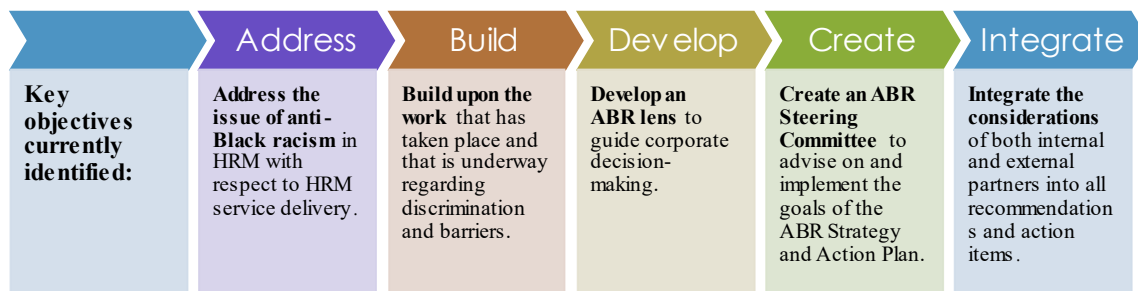 Address
Build
Develop
Create
Integrate
Key
objectives
currently
identified:
Address the
issue of anti-
Black racism in
HRM with
respect to HRM
service delivery.
Build upon the
work that has
taken place and
that is underway
regarding
discrimination
and barriers.
Develop an
ABR lens to
guide corporate
decision-
making.
Create an ABR
Steering
Committee to
advise on and
implement the
goals of the
ABR Strategy
and Action Plan.
Integrate the
considerations
of both internal
and external
partners into all
recommendation
s and action
items.